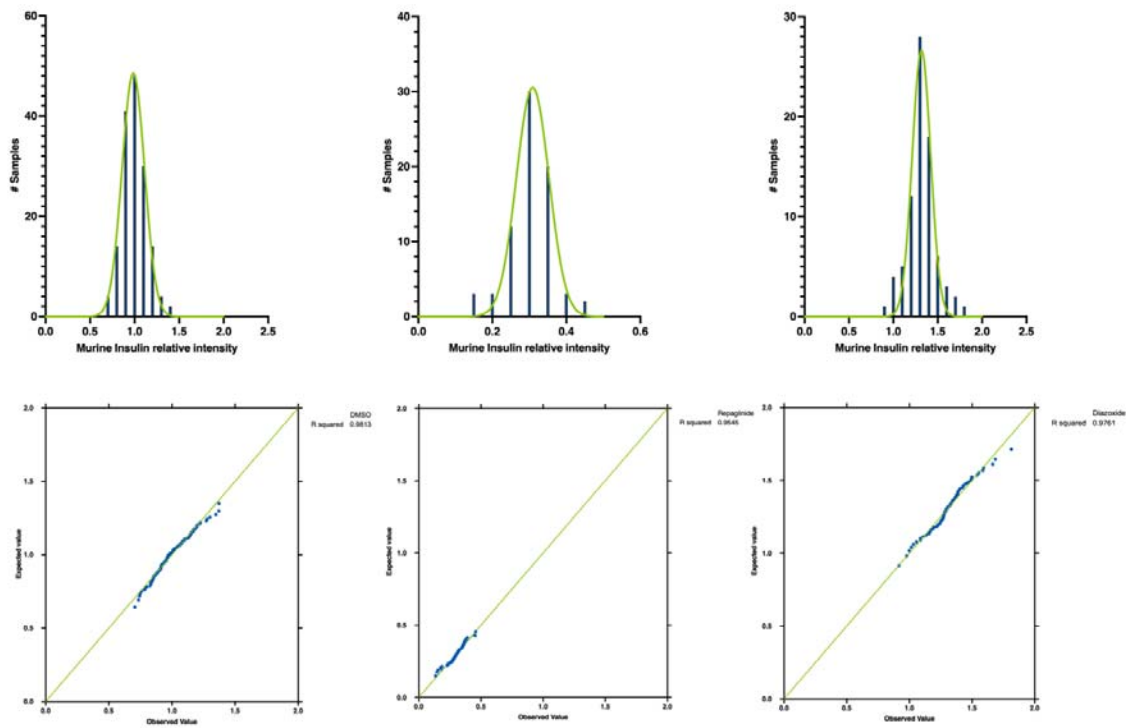 60
40
20
0
# Samples
0.0 0.5 1.0 1.5 2.0 2.5
Murine Insulin relative intensity
40
30
20
10
0
# Samples
0.0 0.2 0.4 0.6
Murine Insulin relative intensity
30
20
10
0
# Samples
0.0 0.5 1.0 1.5 2.0 2.5
Murine Insulin relative intensity
DMSO
R squared 0.9813
2.0
1.5
1.0
0.5
0.0
Expected value
0.0 0.5 1.0 1.5 2.0
Observed Value
Repaglinide
R squared 0.9646
2.0
1.5
1.0
0.5
0.0
Expected value
0.0 0.5 1.0 1.5 2.0
Observed Value
Diazoxide
R squared 0.9761
2.0
1.5
1.0
0.5
0.0
Expected value
0.0 0.5 1.0 1.5 2.0
Observed Value